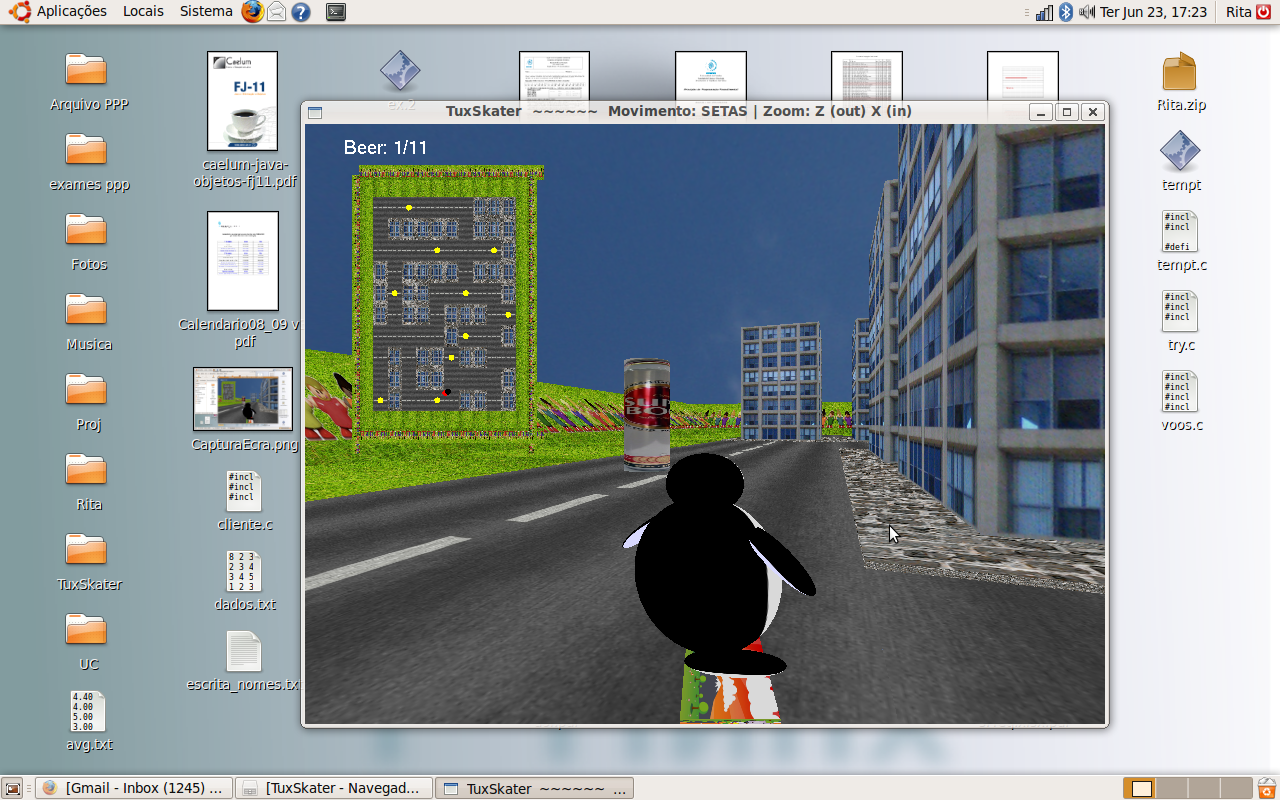 Aplicações Locais Sistema Ter Jun 23, 17:23 Rita
TuxSkater ~~~~~~ Movimento: SETAS | Zoom: Z (out) X (in)
Beer: 1/11
Arquivo PPP
exames ppp
Fotos
Musica
Proj
Rita
TuxSkater
UC
4.40
4.00
5.00
3.00
avg.txt
Caelum
FJ-11
caelum-java-
objetos-fj11.pdf
Calendario08_09 v
pdf
CapturaEcra.png
#incl
#incl
#incl
cliente.c
8 2 3
2 3 4
3 4 5
1 2 3
dados.txt
escrita_nomes.tx
ex.2
Rita.zip
tempt
#incl
#incl
#defi
tempt.c
#incl
#incl
#incl
try.c
#incl
#incl
#incl
#incl
voos.c
[Gmail - Inbox (1245) ...
[TuxSkater - Navegad...
TuxSkater ~~~~~~ ...